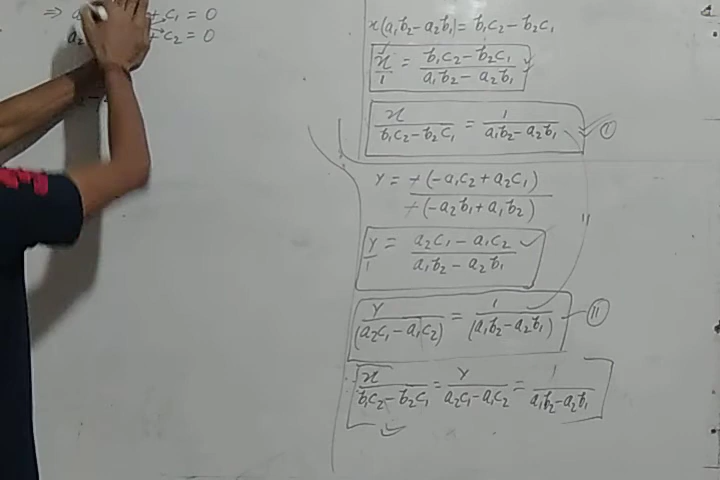 ⇒ a + c₁ = 0
a₂ + c₂ = 0
x(a₁b₂-a₂b₁) = b₁c₂-b₂c₁
x/1 = (b₁c₂-b₂c₁)/(a₁b₂-a₂b₁)
x/(b₁c₂-b₂c₁) = 1/(a₁b₂-a₂b₁) I
y = +(-a₁c₂+a₂c₁)/+(-a₂b₁+a₁b₂)
y/1 = (a₂c₁-a₁c₂)/(a₁b₂-a₂b₁)
y/(a₂c₁-a₁c₂) = 1/(a₁b₂-a₂b₁) II
x/(b₁c₂-b₂c₁) = y/(a₂c₁-a₁c₂) = 1/(a₁b₂-a₂b₁)